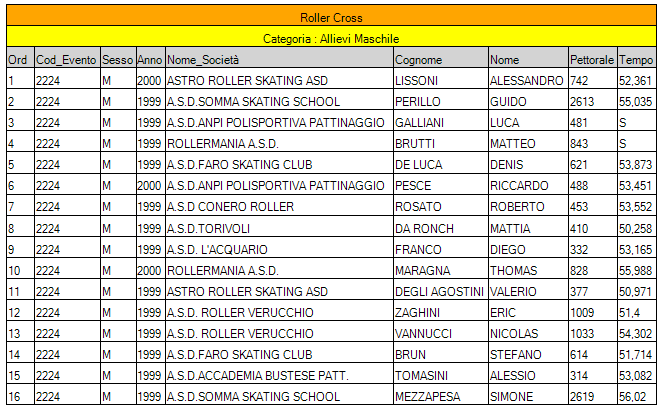 Roller Cross
Categoria : Allievi Maschile
Ord Cod_Evento Sesso Anno Nome_Società Cognome Nome Pettorale Tempo
1 2224 M 2000 ASTRO ROLLER SKATING ASD LISSONI ALESSANDRO 742 52,361
2 2224 M 1999 A.S.D.SOMMA SKATING SCHOOL PERILLO GUIDO 2613 55,035
3 2224 M 1999 A.S.D.ANPI POLISPORTIVA PATTINAGGIO GALLIANI LUCA 481 S
4 2224 M 1999 ROLLERMANIA A.S.D. BRUTTI MATTEO 843 S
5 2224 M 1999 A.S.D.FARO SKATING CLUB DE LUCA DENIS 621 53,873
6 2224 M 2000 A.S.D.ANPI POLISPORTIVA PATTINAGGIO PESCE RICCARDO 488 53,451
7 2224 M 1999 A.S.D CONERO ROLLER ROSATO ROBERTO 453 53,552
8 2224 M 1999 A.S.D.TORIVOLI DA RONCH MATTIA 410 50,258
9 2224 M 1999 A.S.D. L'ACQUARIO FRANCO DIEGO 332 53,165
10 2224 M 2000 ROLLERMANIA A.S.D. MARAGNA THOMAS 828 55,988
11 2224 M 1999 ASTRO ROLLER SKATING ASD DEGLI AGOSTINI VALERIO 377 50,971
12 2224 M 1999 A.S.D. ROLLER VERUCCHIO ZAGHINI ERIC 1009 51,4
13 2224 M 1999 A.S.D. ROLLER VERUCCHIO VANNUCCI NICOLAS 1033 54,302
14 2224 M 1999 A.S.D.FARO SKATING CLUB BRUN STEFANO 614 51,714
15 2224 M 1999 A.S.D.ACCADEMIA BUSTESE PATT. TOMASINI ALESSIO 314 53,082
16 2224 M 1999 A.S.D.SOMMA SKATING SCHOOL MEZZAPESA SIMONE 2619 56,02